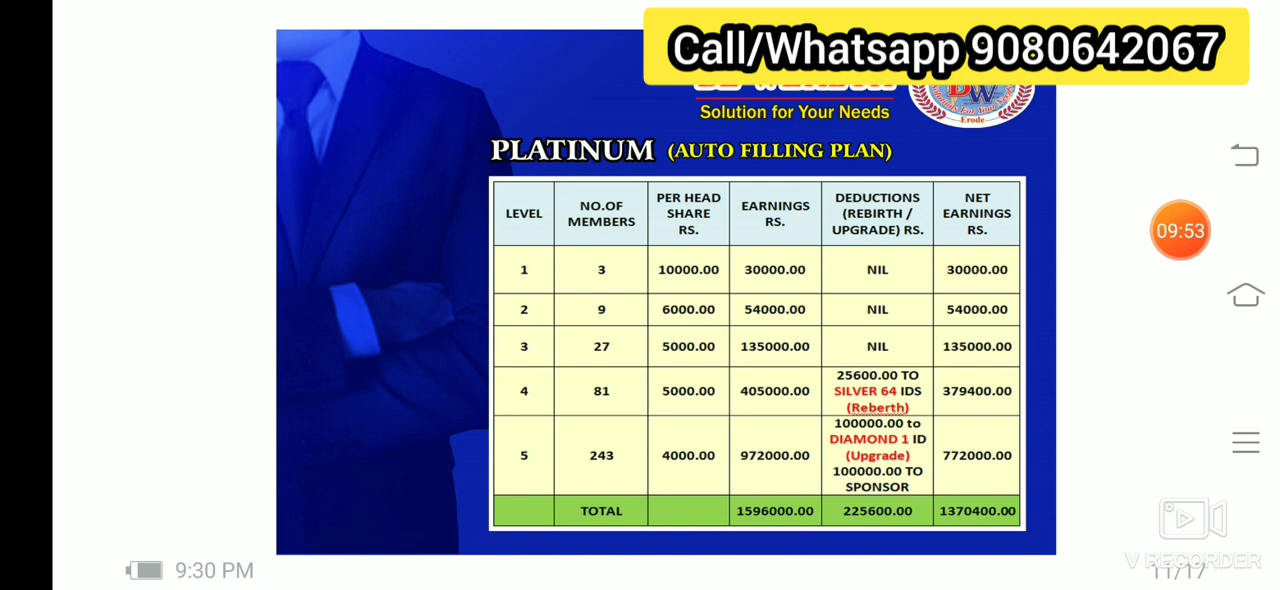 Call/Whatsapp 9080642067
Solution for Your Needs
DW
Erode
PLATINUM (AUTO FILLING PLAN)
LEVEL NO.OF MEMBERS PER HEAD SHARE RS. EARNINGS RS. DEDUCTIONS (REBIRTH / UPGRADE) RS. NET EARNINGS RS.
1 3 10000.00 30000.00 NIL 30000.00
2 9 6000.00 54000.00 NIL 54000.00
3 27 5000.00 135000.00 NIL 135000.00
4 81 5000.00 405000.00 25600.00 TO SILVER 64 IDS (Reberth) 379400.00
5 243 4000.00 972000.00 100000.00 to DIAMOND 1 ID (Upgrade) 100000.00 TO SPONSOR 772000.00
TOTAL 1596000.00 225600.00 1370400.00
09:53
9:30 PM
V RECORDER
11/17